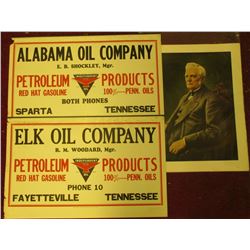 ALABAMA OIL COMPANY
E. B. SHOCKLEY, Mgr.
PETROLEUM PRODUCTS
RED HAT GASOLINE 100% PENN. OILS
BOTH PHONES
SPARTA TENNESSEE
ELK OIL COMPANY
R. M. WOODARD, Mgr.
PETROLEUM PRODUCTS
RED HAT GASOLINE 100% PENN. OILS
PHONE 10
FAYETTEVILLE TENNESSEE